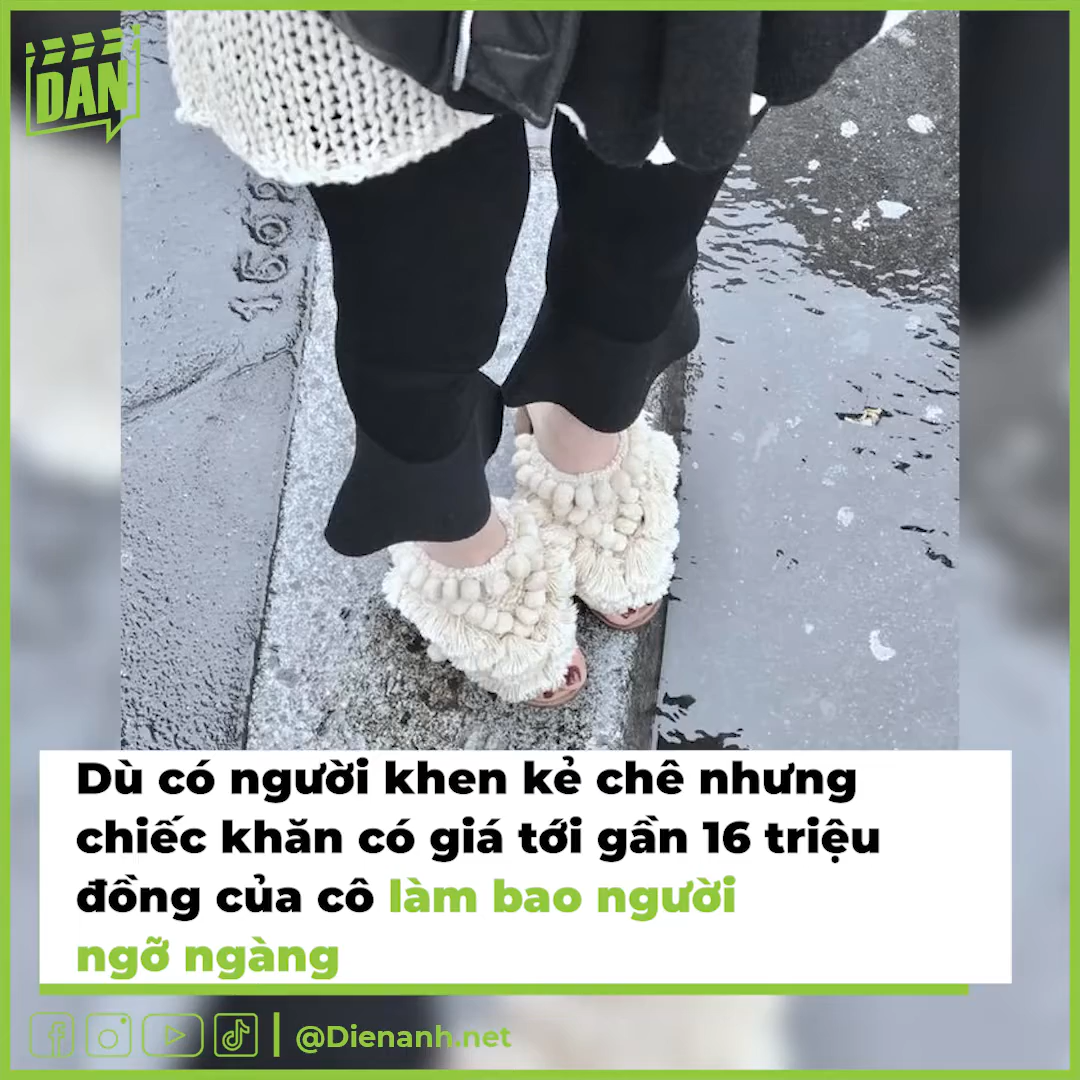 DAN
Dù có người khen kẻ chê nhưng
chiếc khăn có giá tới gần 16 triệu
đồng của cô làm bao người
ngỡ ngàng
@Dienanh.net